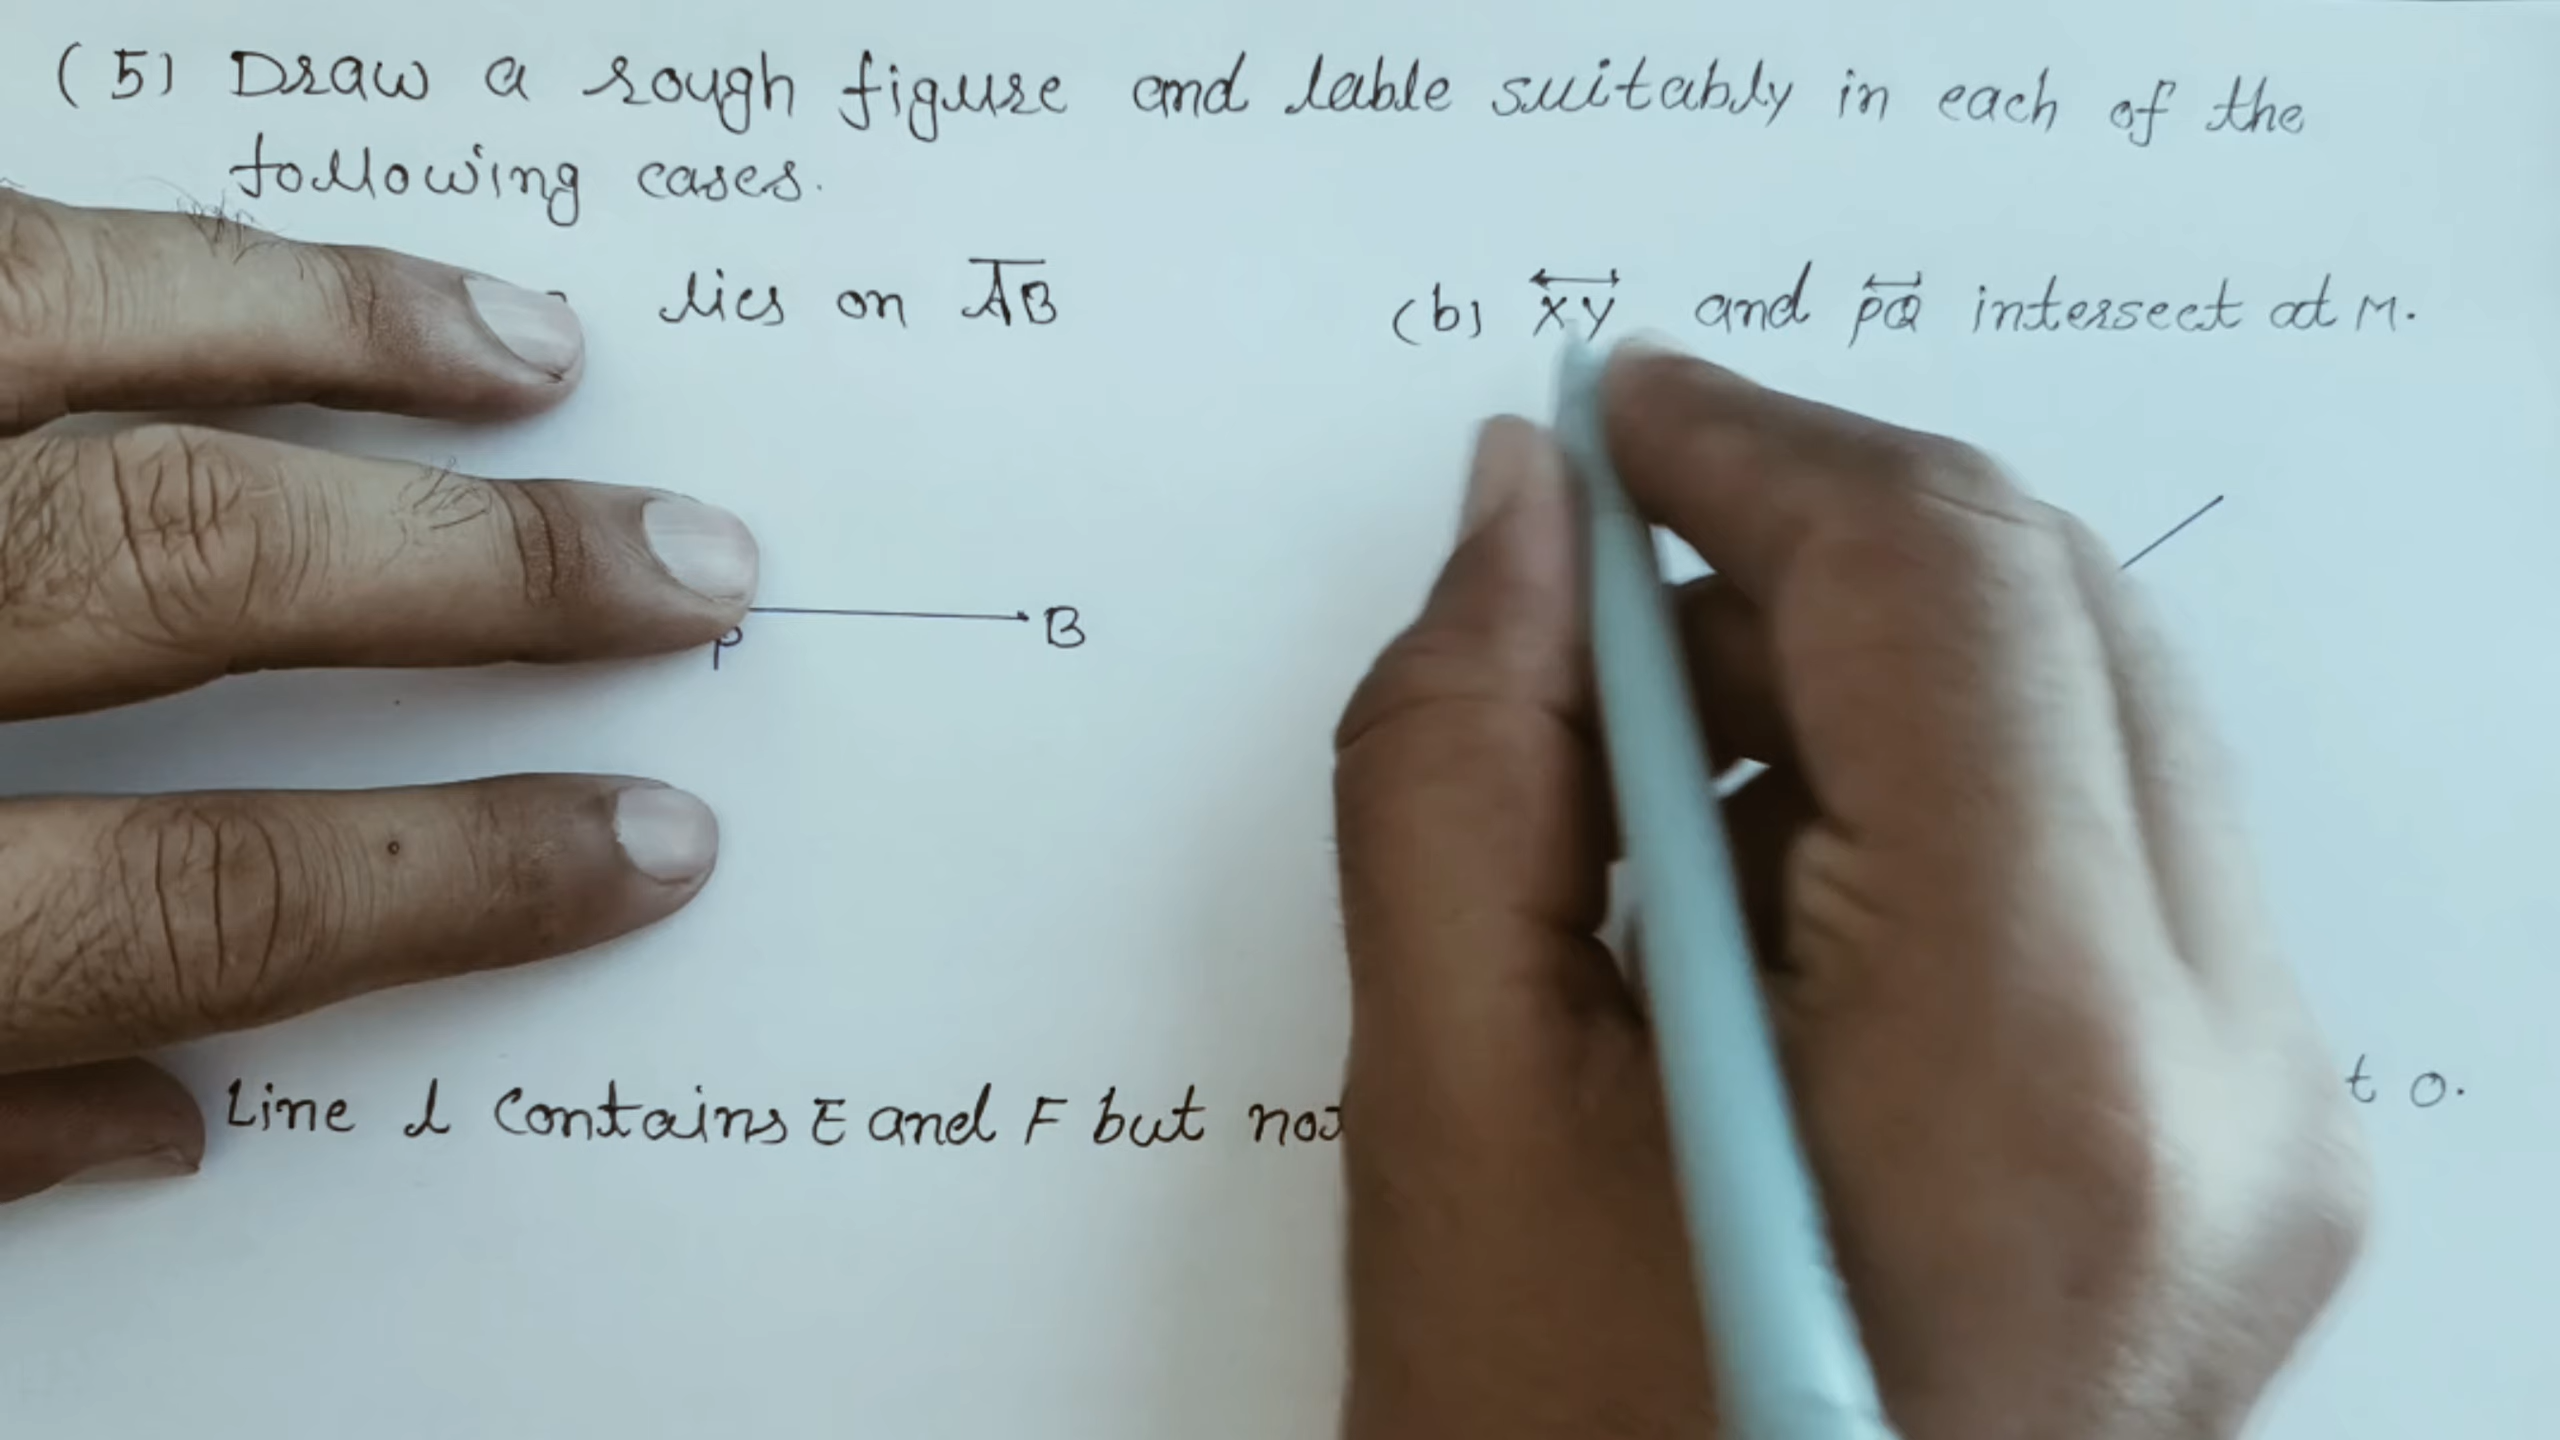 (5) Draw a rough figure and lable suitably in each of the
following cases.
lies on AB
(b) XY and PQ intersect at M.
P
B
Line l contains E and F but not
t O.